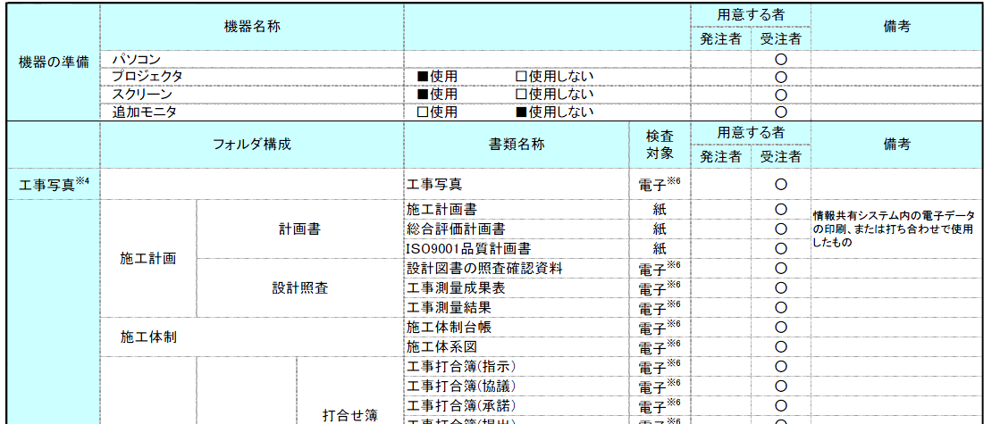 機器の準備 機器名称 用意する者 備考
発注者 受注者
パソコン ○
プロジェクタ ■使用 □使用しない ○
スクリーン ■使用 □使用しない ○
追加モニタ □使用 ■使用しない ○
フォルダ構成 書類名称 検査対象 用意する者 備考
発注者 受注者
工事写真※4 工事写真 電子※6 ○
施工計画 計画書 施工計画書 紙 ○
総合評価計画書 紙 ○
ISO9001品質計画書 紙 ○
情報共有システム内の電子データ
の印刷、または打ち合わせで使用
したもの
設計照査 設計図書の照査確認資料 電子※6 ○
工事測量成果表 電子※6 ○
工事測量結果 電子※6 ○
施工体制 施工体制台帳 電子※6 ○
施工体系図 電子※6 ○
打合せ簿 工事打合簿(指示) 電子※6 ○
工事打合簿(協議) 電子※6 ○
工事打合簿(承諾) 電子※6 ○
工事打合簿(提出) 電子※6 ○